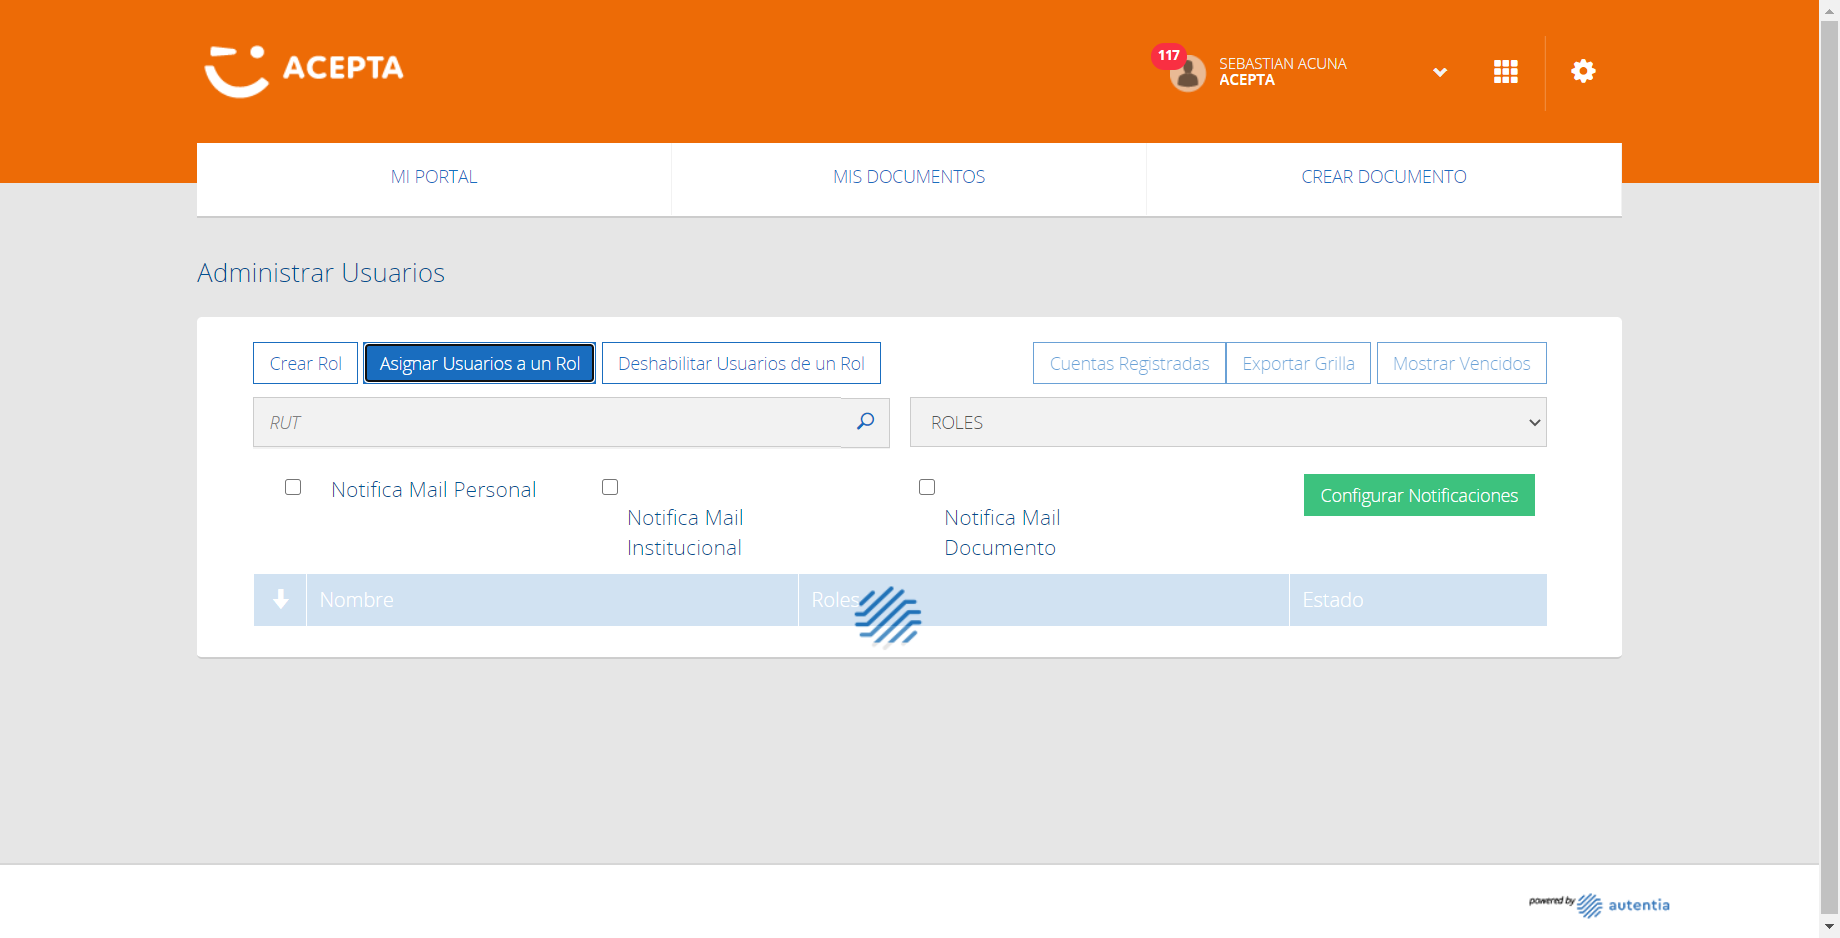 ACEPTA
117
SEBASTIAN ACUNA
ACEPTA
MI PORTAL
MIS DOCUMENTOS
CREAR DOCUMENTO
Administrar Usuarios
Crear Rol
Asignar Usuarios a un Rol
Deshabilitar Usuarios de un Rol
Cuentas Registradas
Exportar Grilla
Mostrar Vencidos
RUT
ROLES
Notifica Mail Personal
Notifica Mail
Institucional
Notifica Mail
Documento
Configurar Notificaciones
Nombre
Roles
Estado
powered by
autentia